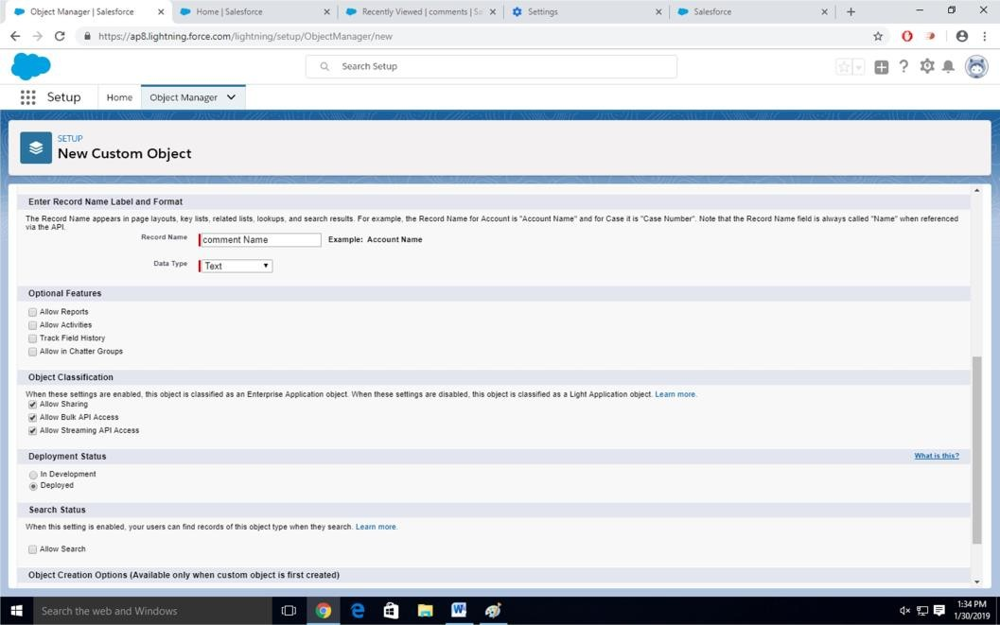 Object Manager | Salesforce
Home | Salesforce
Recently Viewed | comments | Sa
Settings
Salesforce
https://ap8.lightning.force.com/lightning/setup/ObjectManager/new
Search Setup
Setup
Home
Object Manager
SETUP
New Custom Object
Enter Record Name Label and Format
The Record Name appears in page layouts, key lists, related lists, lookups, and search results. For example, the Record Name for Account is "Account Name" and for Case it is "Case Number". Note that the Record Name field is always called "Name" when referenced
via the API.
Record Name comment Name Example: Account Name
Data Type Text
Optional Features
Allow Reports
Allow Activities
Track Field History
Allow in Chatter Groups
Object Classification
When these settings are enabled, this object is classified as an Enterprise Application object. When these settings are disabled, this object is classified as a Light Application object. Learn more.
Allow Sharing
Allow Bulk API Access
Allow Streaming API Access
Deployment Status What is this?
In Development
Deployed
Search Status
When this setting is enabled, your users can find records of this object type when they search. Learn more.
Allow Search
Object Creation Options (Available only when custom object is first created)
Search the web and Windows
1:34 PM
1/30/2019